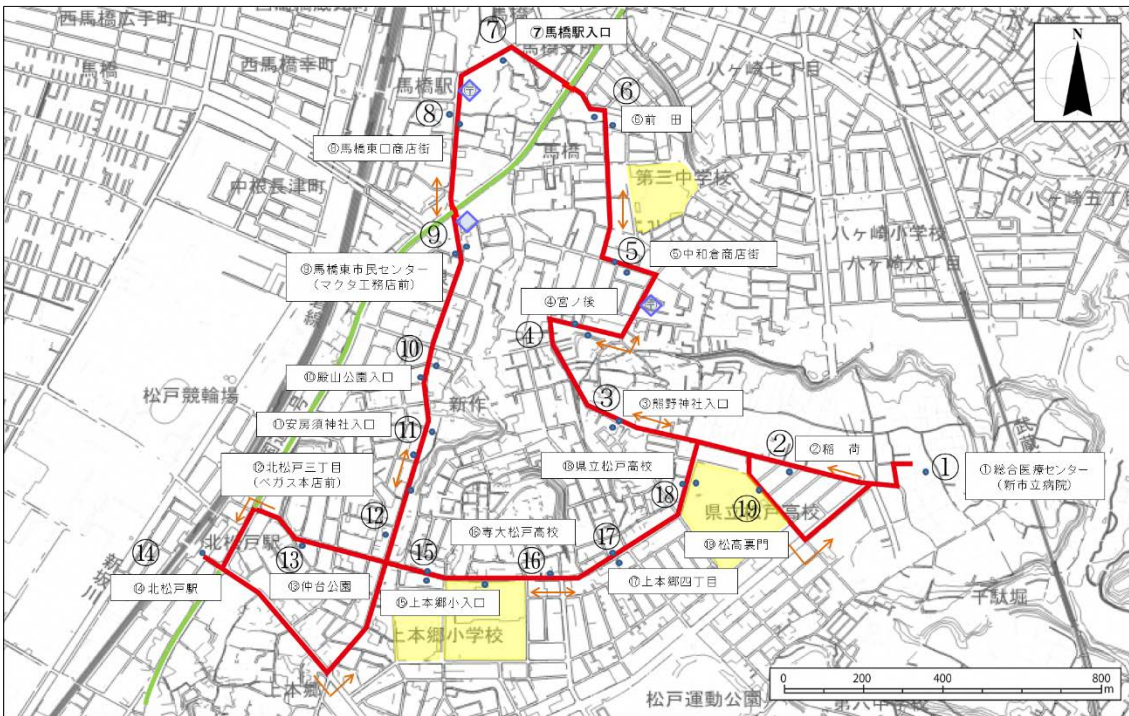 西馬橋広手町
馬橋
西馬橋幸町
馬橋駅
⑦
⑦馬橋駅入口
八ヶ崎七丁目
N
⑥
⑥前 田
⑧
⑧馬橋東口商店街
馬橋
第三中学校
中根長津町
八ヶ崎五丁目
八ヶ崎小学校
八ヶ崎六丁目
⑨
⑨馬橋東市民センター
(マクタ工務店前)
⑤
⑤中和倉商店街
④宮ノ後
④
⑩
⑩殿山公園入口
松戸競輪場
新作
③
③熊野神社入口
⑪安房須神社入口
⑪
②
②稲 荷
①
①総合医療センター
(新市立病院)
⑫北松戸三丁目
(ペガス本店前)
⑱県立松戸高校
⑱
⑲
県立松戸高校
⑫
⑯専大松戸高校
⑰
⑲松高裏門
北松戸駅
⑭
⑬
⑮
⑯
⑭北松戸駅
⑬仲台公園
⑮上本郷小入口
⑰上本郷四丁目
新坂川
上本郷小学校
千駄堀
上本郷
松戸運動公園
第六中学校
0 200 400 800
m